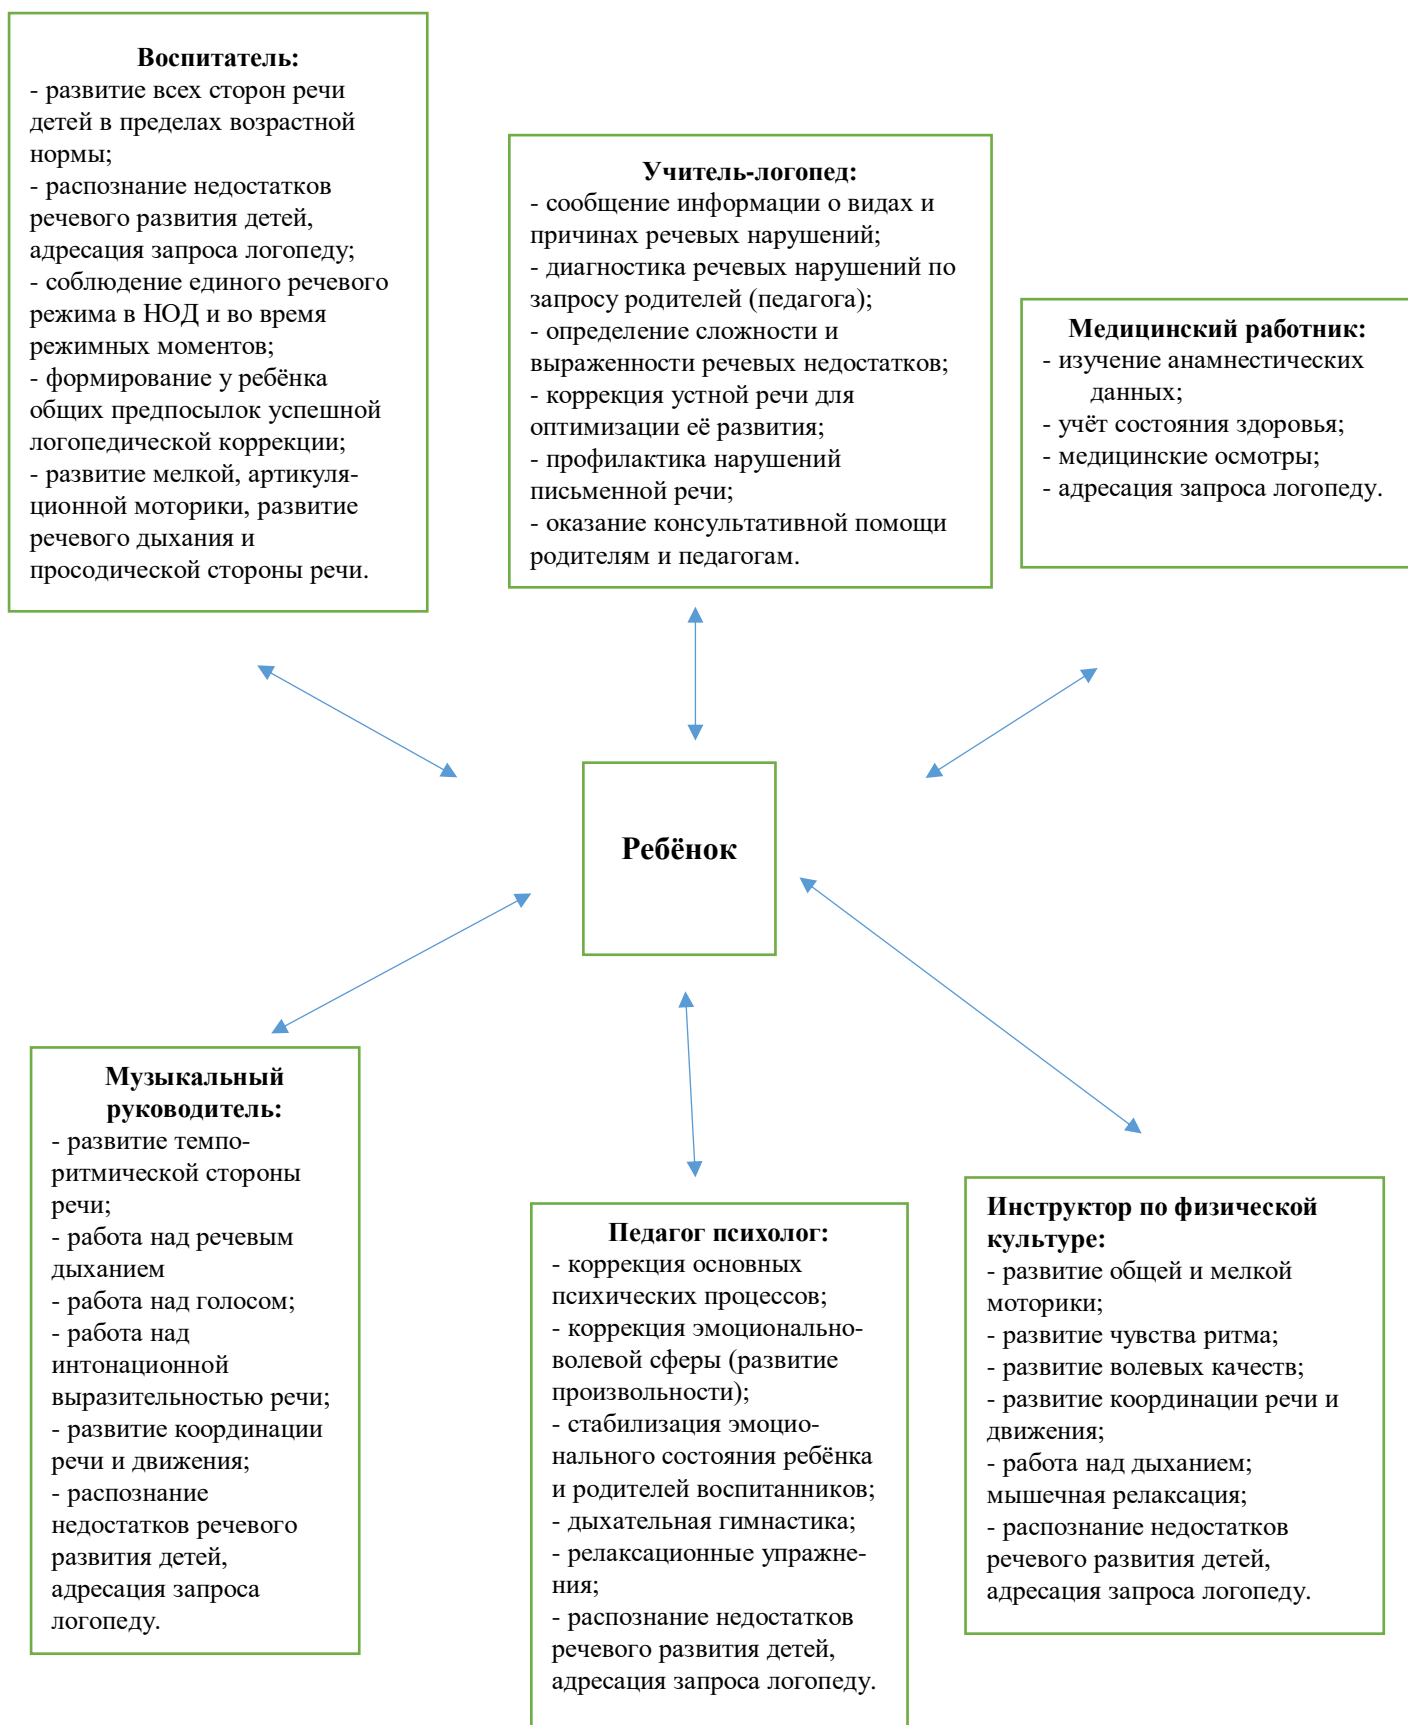 Воспитатель:
- развитие всех сторон речи
детей в пределах возрастной
нормы;
- распознание недостатков
речевого развития детей,
адресация запроса логопеду;
- соблюдение единого речевого
режима в НОД и во время
режимных моментов;
- формирование у ребёнка
общих предпосылок успешной
логопедической коррекции;
- развитие мелкой, артикуля-
ционной моторики, развитие
речевого дыхания и
просодической стороны речи.
Учитель-логопед:
- сообщение информации о видах и
причинах речевых нарушений;
- диагностика речевых нарушений по
запросу родителей (педагога);
- определение сложности и
выраженности речевых недостатков;
- коррекция устной речи для
оптимизации её развития;
- профилактика нарушений
письменной речи;
- оказание консультативной помощи
родителям и педагогам.
Медицинский работник:
- изучение анамнестических
данных;
- учёт состояния здоровья;
- медицинские осмотры;
- адресация запроса логопеду.
Ребёнок
Музыкальный
руководитель:
- развитие темпо-
ритмической стороны
речи;
- работа над речевым
дыханием
- работа над голосом;
- работа над
интонационной
выразительностью речи;
- развитие координации
речи и движения;
- распознание
недостатков речевого
развития детей,
адресация запроса
логопеду.
Педагог психолог:
- коррекция основных
психических процессов;
- коррекция эмоционально-
волевой сферы (развитие
произвольности);
- стабилизация эмоцио-
нального состояния ребёнка
и родителей воспитанников;
- дыхательная гимнастика;
- релаксационные упражне-
ния;
- распознание недостатков
речевого развития детей,
адресация запроса логопеду.
Инструктор по физической
культуре:
- развитие общей и мелкой
моторики;
- развитие чувства ритма;
- развитие волевых качеств;
- развитие координации речи и
движения;
- работа над дыханием;
мышечная релаксация;
- распознание недостатков
речевого развития детей,
адресация запроса логопеду.